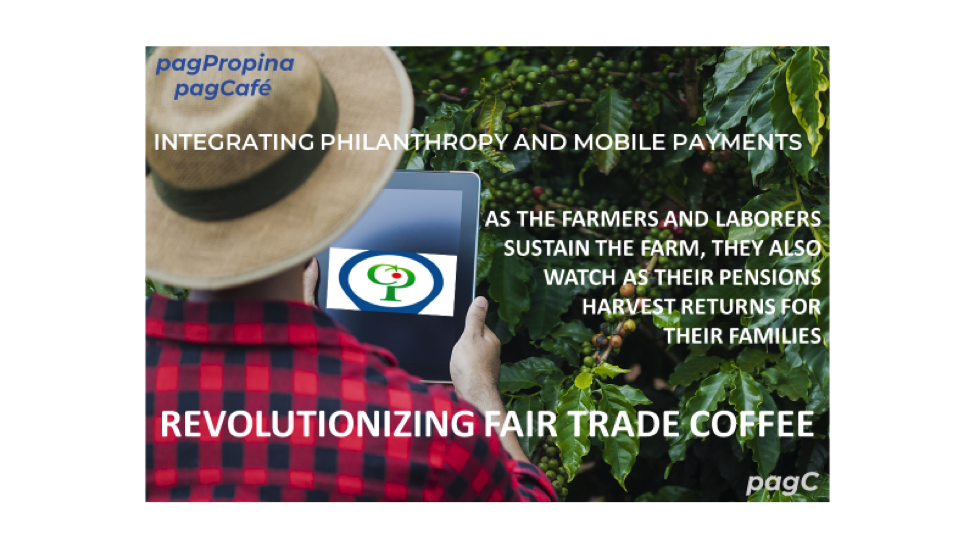 pagPropina
pagCafé
INTEGRATING PHILANTHROPY AND MOBILE PAYMENTS
AS THE FARMERS AND LABORERS
SUSTAIN THE FARM, THEY ALSO
WATCH AS THEIR PENSIONS
HARVEST RETURNS FOR
THEIR FAMILIES
REVOLUTIONIZING FAIR TRADE COFFEE
pagC